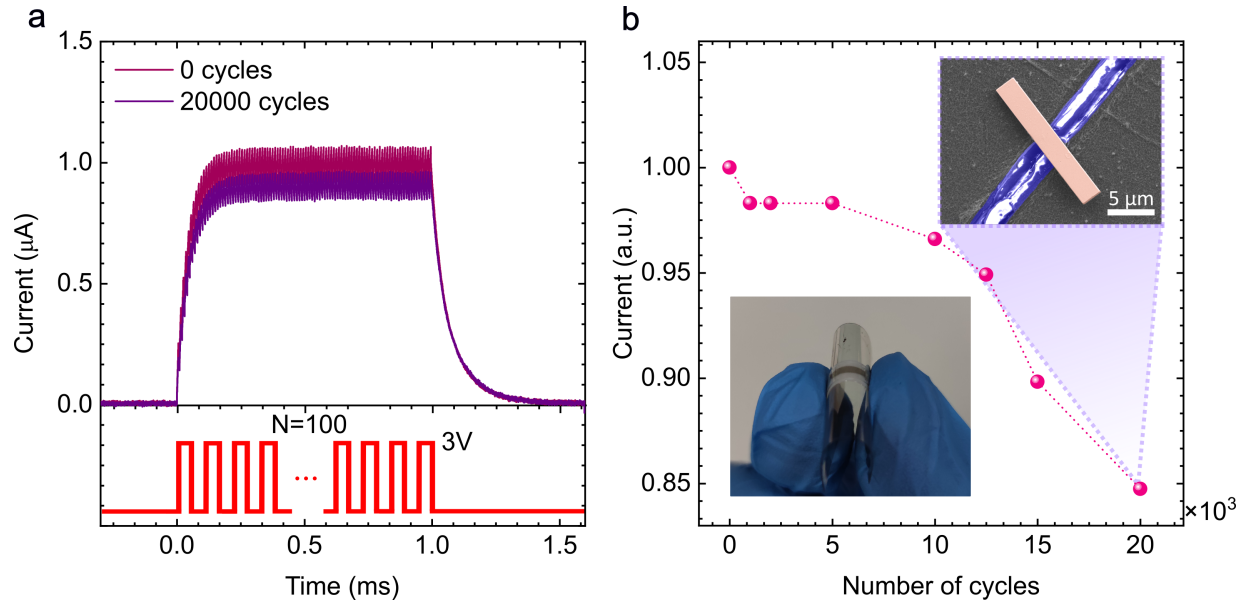 a
1.5
1.0
0.5
0.0
Current (μA)
0 cycles
20000 cycles
N=100
3V
...
0.0
0.5
1.0
1.5
Time (ms)
b
1.05
1.00
0.95
0.90
0.85
Current (a.u.)
5 μm
0
5
10
15
20
×10³
Number of cycles